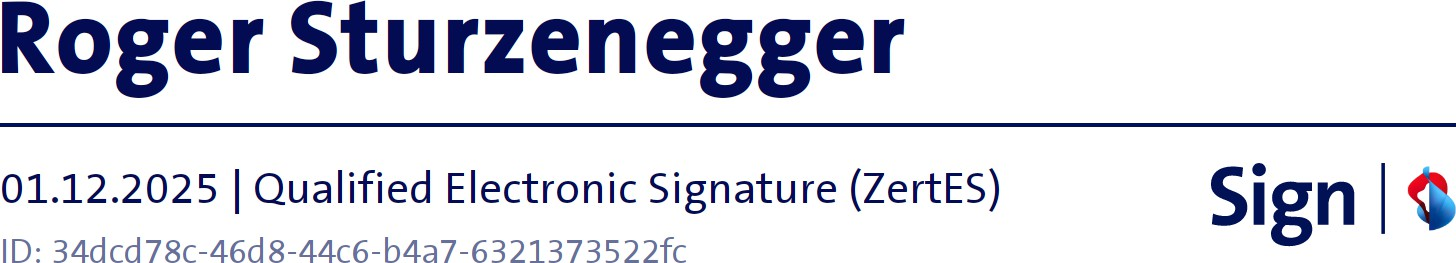 Roger Sturzenegger
01.12.2025 | Qualified Electronic Signature (ZertES)
Sign
ID: 34dcd78c-46d8-44c6-b4a7-6321373522fc